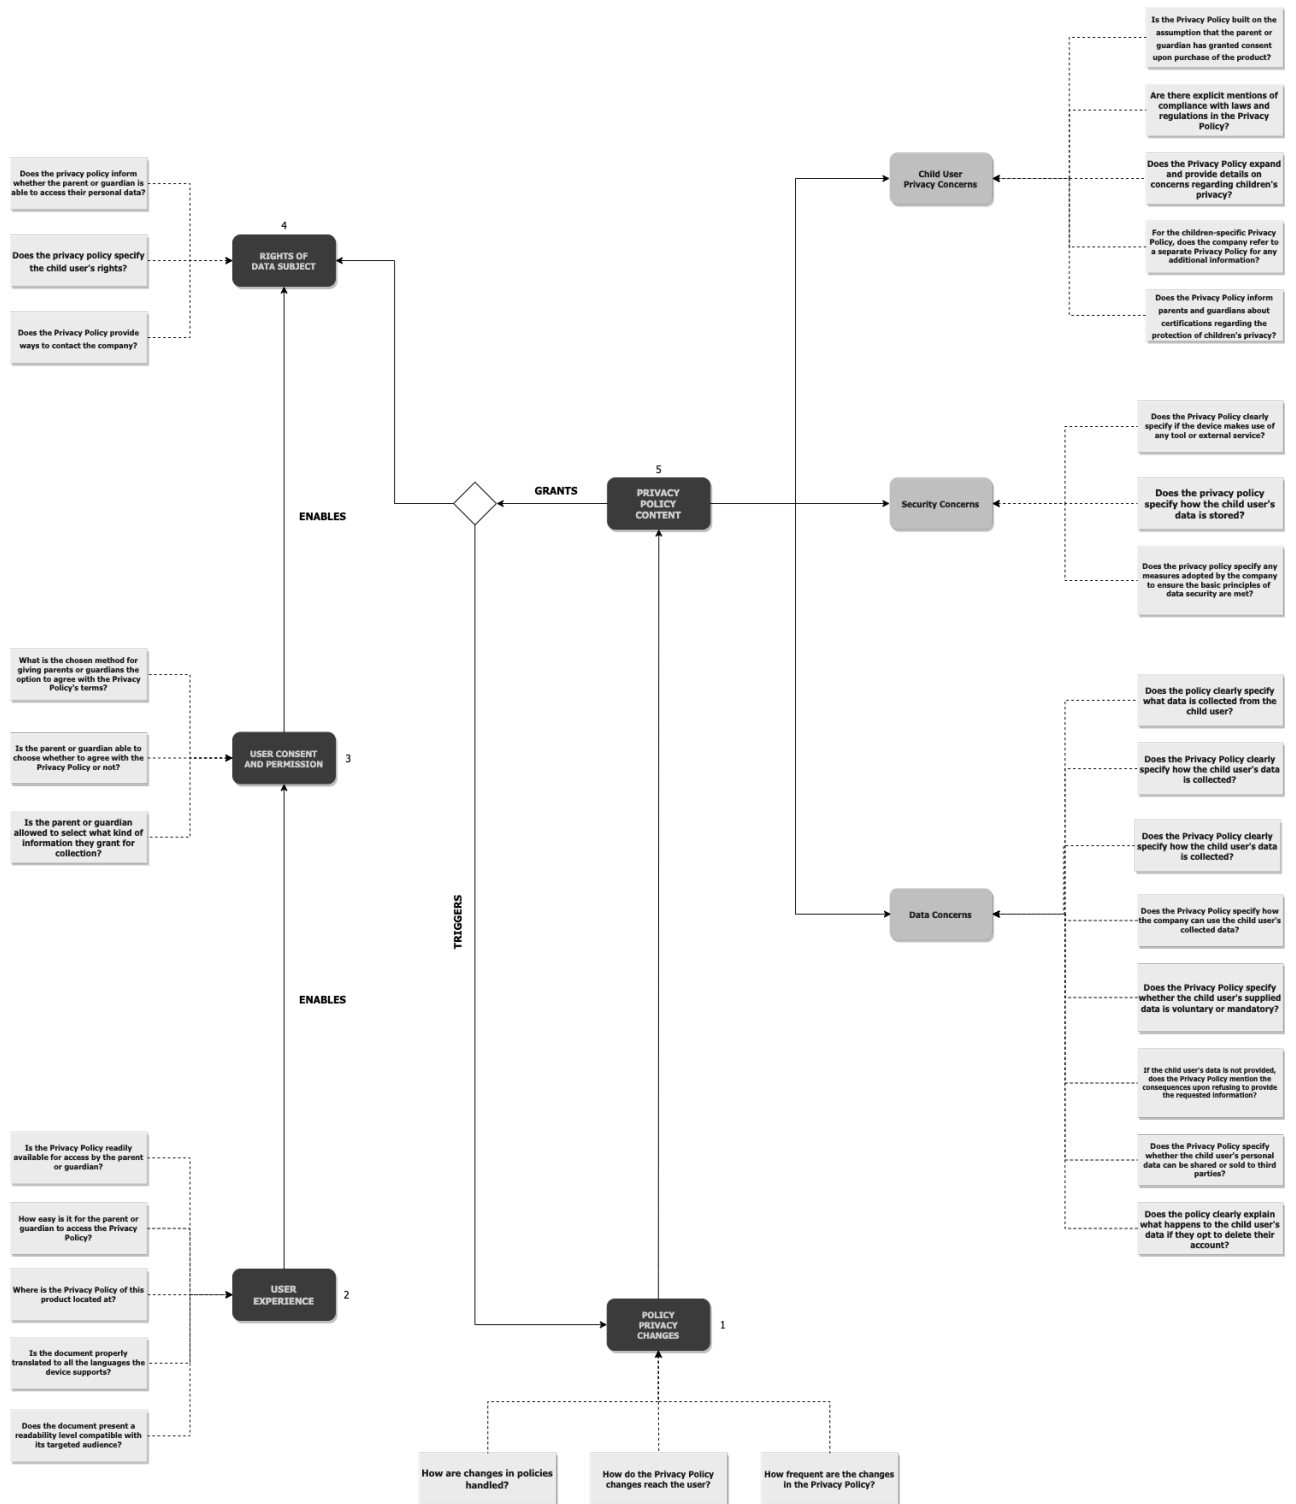 Is the Privacy Policy built on the
assumption that the parent or
guardian has granted consent
upon purchase of the product?
Are there explicit mentions of
compliance with laws and
regulations in the Privacy
Policy?
Does the Privacy Policy expand
and provide details on
concerns regarding children's
privacy?
For the children-specific Privacy
Policy, does the company refer to
a separate Privacy Policy for any
additional information?
Does the Privacy Policy inform
parents and guardians about
certifications regarding the
protection of children's privacy?
Child User
Privacy Concerns
Does the privacy policy inform
whether the parent or guardian is
able to access their personal data?
Does the privacy policy specify
the child user's rights?
Does the Privacy Policy provide
ways to contact the company?
4
RIGHTS OF
DATA SUBJECT
ENABLES
GRANTS
5
PRIVACY
POLICY
CONTENT
Security Concerns
Does the Privacy Policy clearly
specify if the device makes use of
any tool or external service?
Does the privacy policy
specify how the child user's
data is stored?
Does the privacy policy specify any
measures adopted by the company
to ensure the basic principles of
data security are met?
What is the chosen method for
giving parents or guardians the
option to agree with the Privacy
Policy's terms?
Is the parent or guardian able to
choose whether to agree with the
Privacy Policy or not?
Is the parent or guardian
allowed to select what kind of
information they grant for
collection?
USER CONSENT
AND PERMISSION
3
TRIGGERS
ENABLES
Data Concerns
Does the policy clearly specify
what data is collected from the
child user?
Does the Privacy Policy clearly
specify how the child user's data
is collected?
Does the Privacy Policy clearly
specify how the child user's data
is collected?
Does the Privacy Policy specify how
the company can use the child user's
collected data?
Does the Privacy Policy specify
whether the child user's supplied
data is voluntary or mandatory?
If the child user's data is not provided,
does the Privacy Policy mention the
consequences upon refusing to provide
the requested information?
Does the Privacy Policy specify
whether the child user's personal
data can be shared or sold to third
parties?
Does the policy clearly explain
what happens to the child user's
data if they opt to delete their
account?
Is the Privacy Policy readily
available for access by the parent
or guardian?
How easy is it for the parent or
guardian to access the Privacy
Policy?
Where is the Privacy Policy of this
product located at?
Is the document properly
translated to all the languages the
device supports?
Does the document present a
readability level compatible with
its targeted audience?
USER
EXPERIENCE
2
POLICY
PRIVACY
CHANGES
1
How are changes in policies
handled?
How do the Privacy Policy
changes reach the user?
How frequent are the changes
in the Privacy Policy?